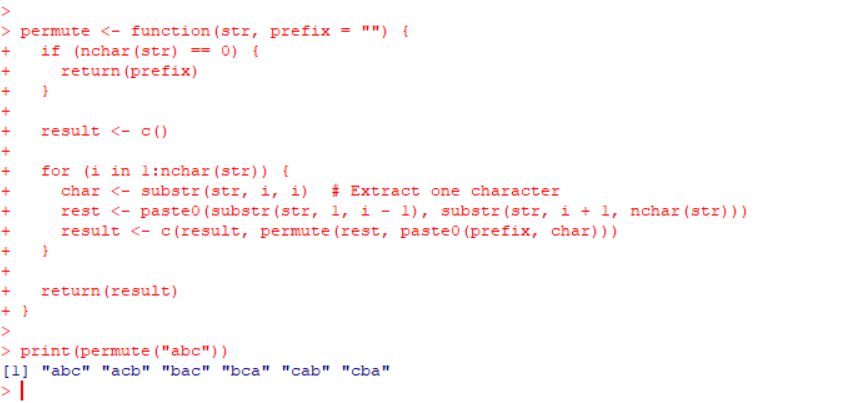 >
> permute <- function(str, prefix = "") {
+   if (nchar(str) == 0) {
+     return(prefix)
+   }
+
+   result <- c()
+
+   for (i in 1:nchar(str)) {
+     char <- substr(str, i, i)  # Extract one character
+     rest <- paste0(substr(str, 1, i - 1), substr(str, i + 1, nchar(str)))
+     result <- c(result, permute(rest, paste0(prefix, char)))
+   }
+
+   return(result)
+ }
>
> print(permute("abc"))
[1] "abc" "acb" "bac" "bca" "cab" "cba"
>